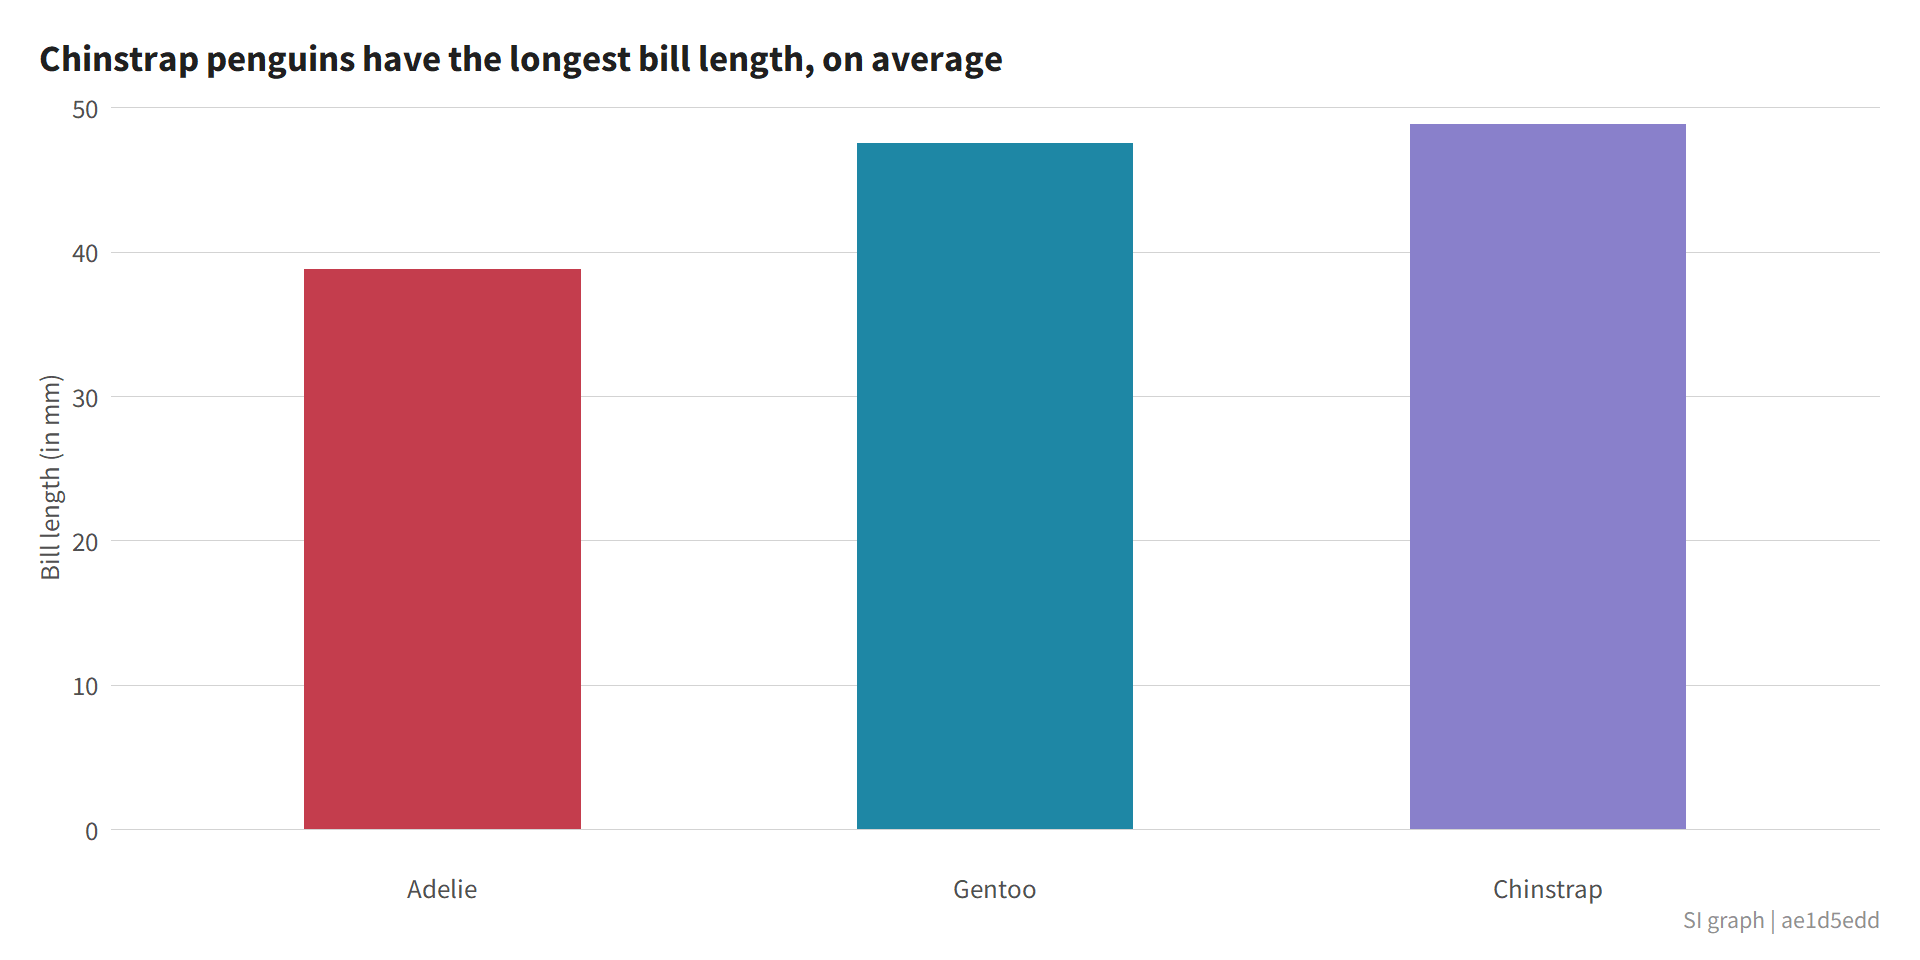 Chinstrap penguins have the longest bill length, on average
Bill length (in mm)
50
40
30
20
10
0
Adelie
Gentoo
Chinstrap
SI graph | ae1d5edd